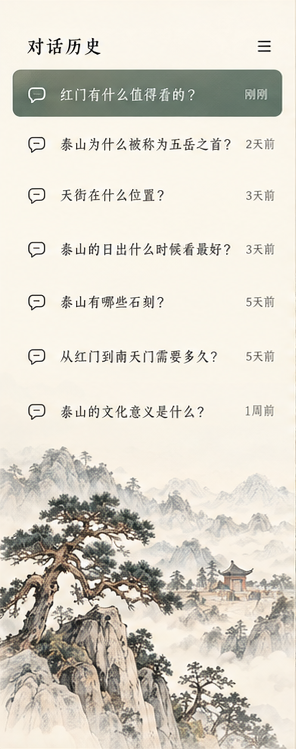 对话历史
红门有什么值得看的？ 刚刚
泰山为什么被称为五岳之首？ 2天前
天街在什么位置？ 3天前
泰山的日出什么时候看最好？ 3天前
泰山有哪些石刻？ 5天前
从红门到南天门需要多久？ 5天前
泰山的文化意义是什么？ 1周前